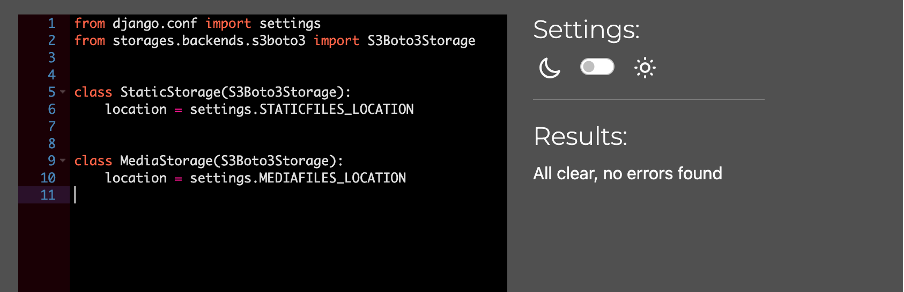 1 from django.conf import settings
2 from storages.backends.s3boto3 import S3Boto3Storage
3
4
5 class StaticStorage(S3Boto3Storage):
6     location = settings.STATICFILES_LOCATION
7
8
9 class MediaStorage(S3Boto3Storage):
10     location = settings.MEDIAFILES_LOCATION
11
Settings:
Results:
All clear, no errors found